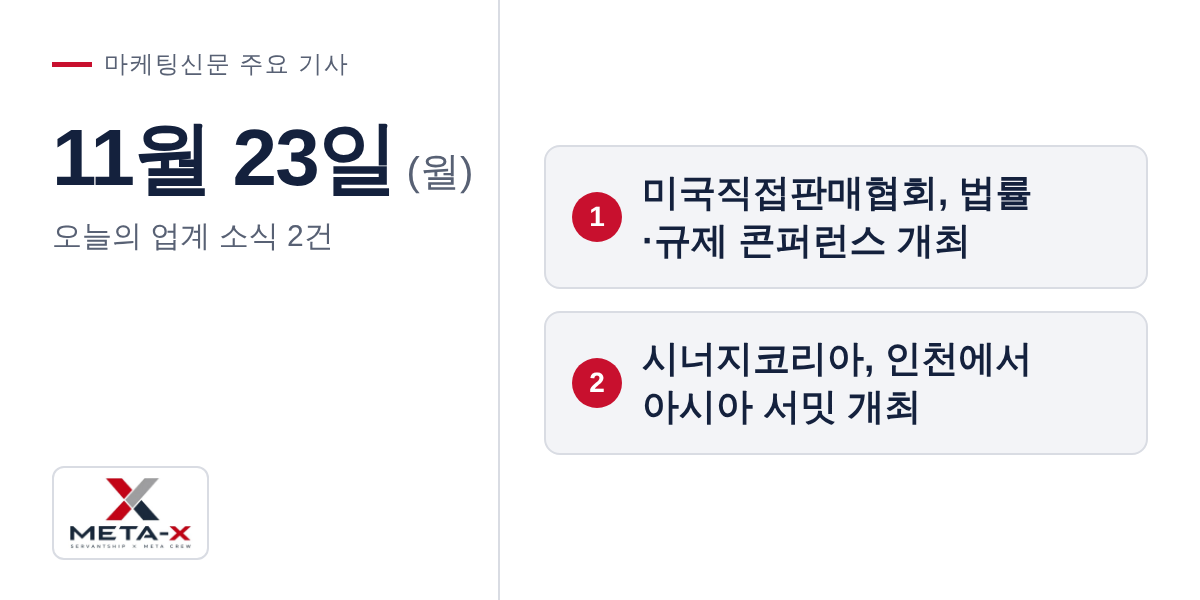 마케팅신문 주요 기사
11월 23일 (월)
오늘의 업계 소식 2건
1
미국직접판매협회, 법률
·규제 콘퍼런스 개최
2
시너지코리아, 인천에서
아시아 서밋 개최
META-X
SERVANTSHIP × META CREW